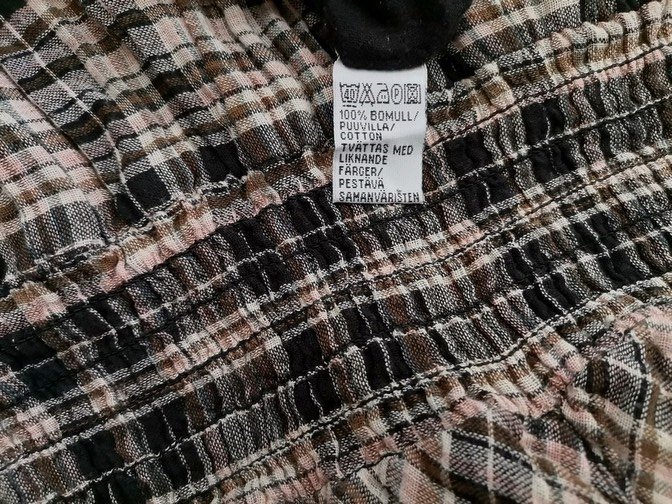 100% BOMULL/
PUUVILLA/
COTTON
TVÄTTAS MED
LIKNANDE
FÄRGER/
PESTÄVÄ
SAMANVÄRISTEN